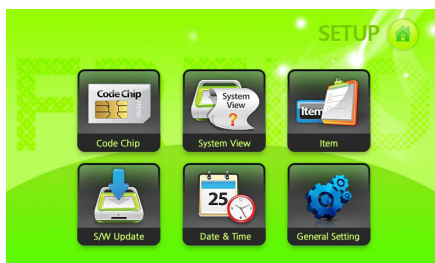 SETUP
Code Chip
System
View
?
Item
Code Chip
System View
Item
25
S/W Update
Date & Time
General Setting